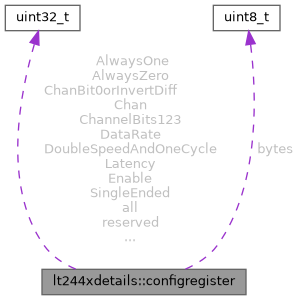 uint32_t
uint8_t
AlwaysOne
AlwaysZero
ChanBit0orInvertDiff
Chan
ChannelBits123
DataRate
DoubleSpeedAndOneCycle
Latency
Enable
SingleEnded
all
reserved
...
bytes
lt244xdetails::configregister